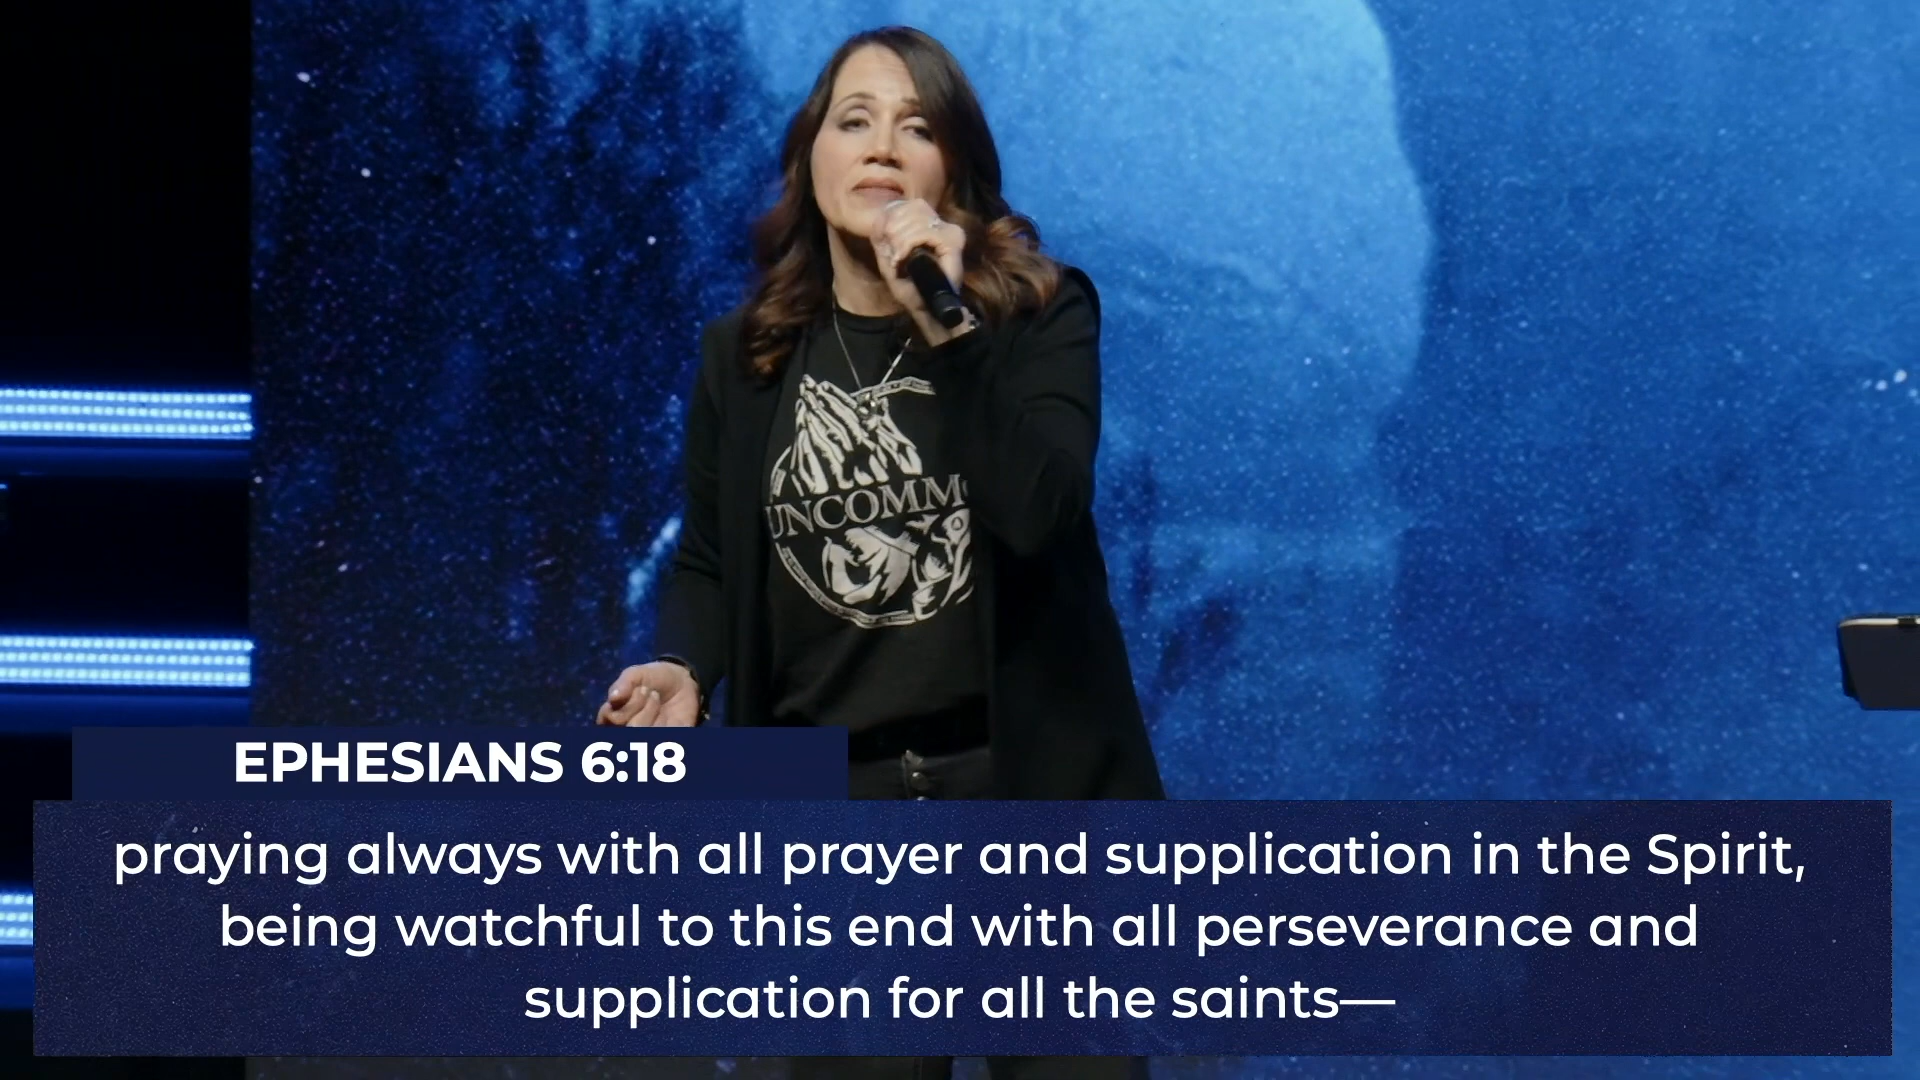 UNCOMM
EPHESIANS 6:18
praying always with all prayer and supplication in the Spirit,
being watchful to this end with all perseverance and
supplication for all the saints—